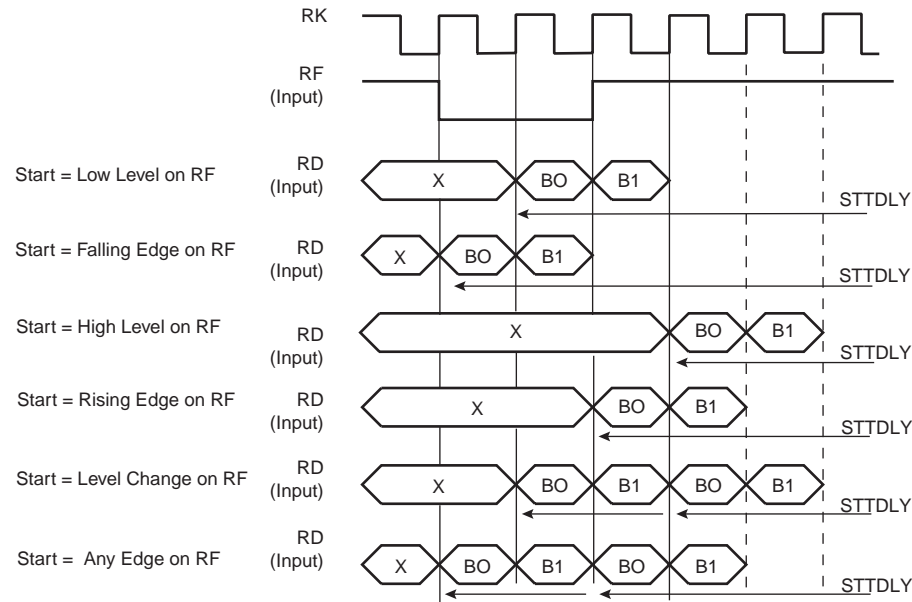 RK
RF
(Input)
Start = Low Level on RF
RD
(Input)
X
BO
B1
STTDLY
Start = Falling Edge on RF
RD
(Input)
X
BO
B1
STTDLY
Start = High Level on RF
RD
(Input)
X
BO
B1
STTDLY
Start = Rising Edge on RF
RD
(Input)
X
BO
B1
STTDLY
Start = Level Change on RF
RD
(Input)
X
BO
B1
BO
B1
STTDLY
Start = Any Edge on RF
RD
(Input)
X
BO
B1
BO
B1
STTDLY